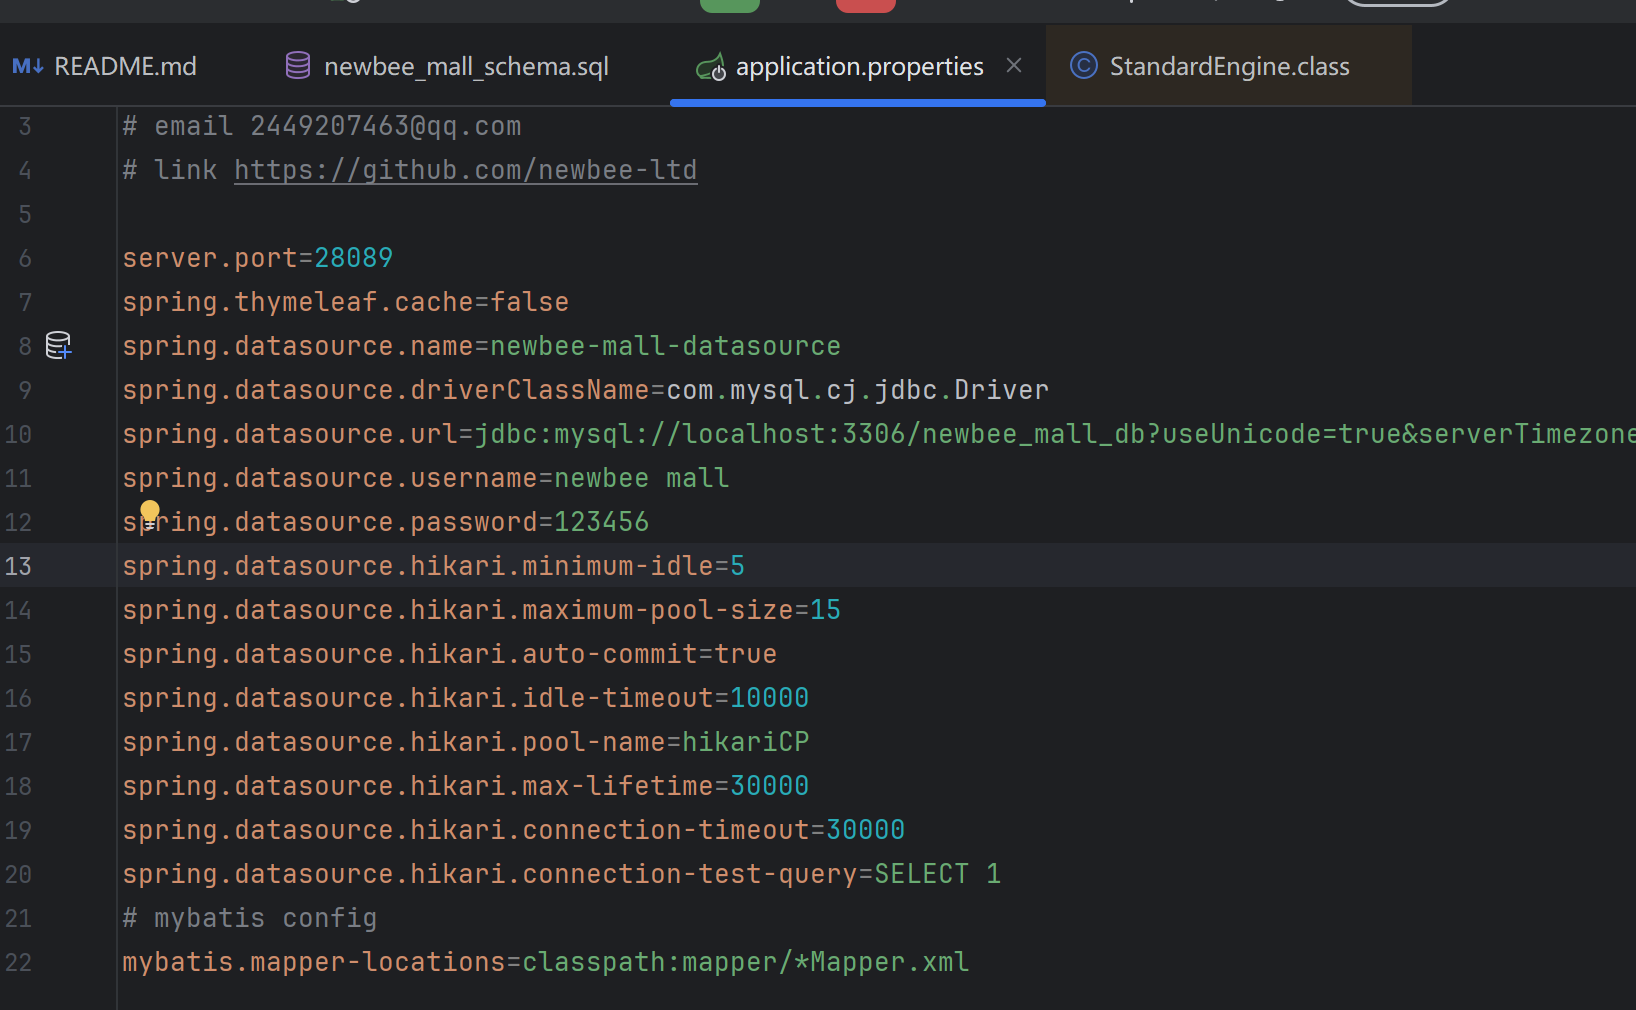 README.md newbee_mall_schema.sql application.properties StandardEngine.class
3 # email 2449207463@qq.com
4 # link https://github.com/newbee-ltd
5
6 server.port=28089
7 spring.thymeleaf.cache=false
8 spring.datasource.name=newbee-mall-datasource
9 spring.datasource.driverClassName=com.mysql.cj.jdbc.Driver
10 spring.datasource.url=jdbc:mysql://localhost:3306/newbee_mall_db?useUnicode=true&serverTimezone
11 spring.datasource.username=newbee mall
12 spring.datasource.password=123456
13 spring.datasource.hikari.minimum-idle=5
14 spring.datasource.hikari.maximum-pool-size=15
15 spring.datasource.hikari.auto-commit=true
16 spring.datasource.hikari.idle-timeout=10000
17 spring.datasource.hikari.pool-name=hikariCP
18 spring.datasource.hikari.max-lifetime=30000
19 spring.datasource.hikari.connection-timeout=30000
20 spring.datasource.hikari.connection-test-query=SELECT 1
21 # mybatis config
22 mybatis.mapper-locations=classpath:mapper/*Mapper.xml